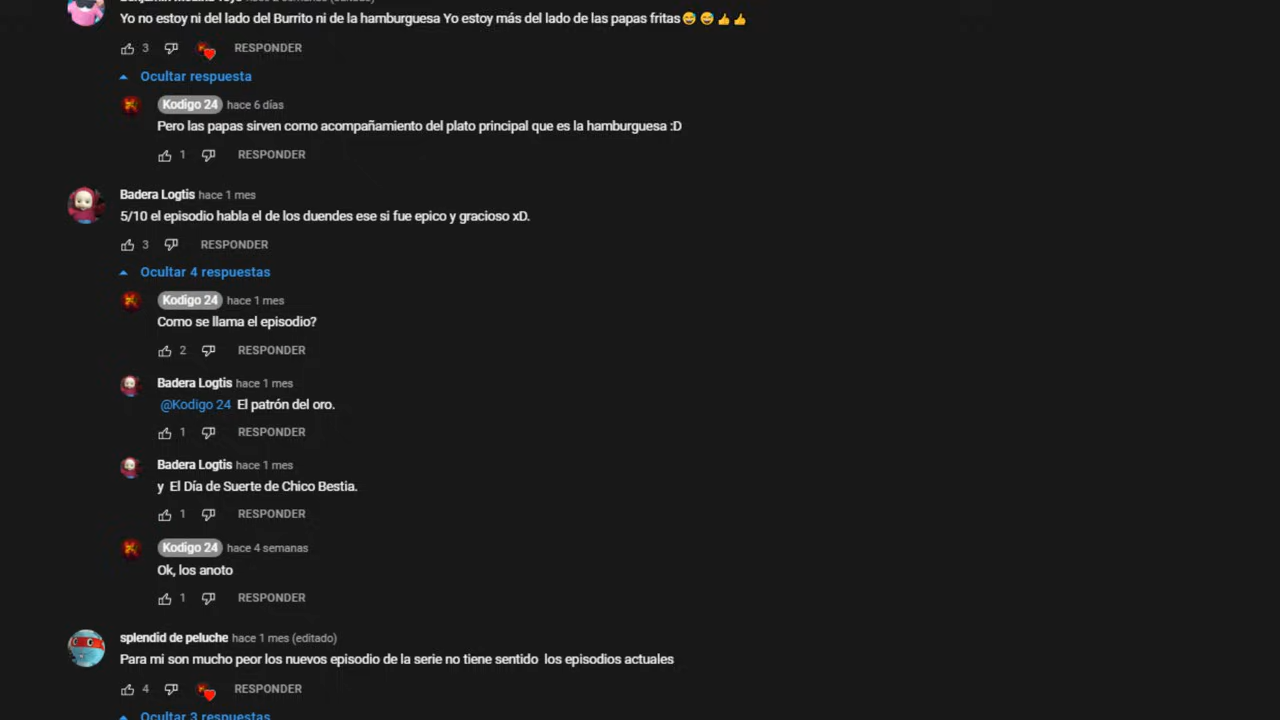 Yo no estoy ni del lado del Burrito ni de la hamburguesa Yo estoy más del lado de las papas fritas😅 😅👍👍
3 RESPONDER
Ocultar respuesta
Kodigo 24 hace 6 días
Pero las papas sirven como acompañamiento del plato principal que es la hamburguesa :D
1 RESPONDER
Badera Logtis hace 1 mes
5/10 el episodio habla el de los duendes ese si fue epico y gracioso xD.
3 RESPONDER
Ocultar 4 respuestas
Kodigo 24 hace 1 mes
Como se llama el episodio?
2 RESPONDER
Badera Logtis hace 1 mes
@Kodigo 24 El patrón del oro.
1 RESPONDER
Badera Logtis hace 1 mes
y El Día de Suerte de Chico Bestia.
1 RESPONDER
Kodigo 24 hace 4 semanas
Ok, los anoto
1 RESPONDER
splendid de peluche hace 1 mes (editado)
Para mi son mucho peor los nuevos episodio de la serie no tiene sentido los episodios actuales
4 RESPONDER
Ocultar 3 respuestas